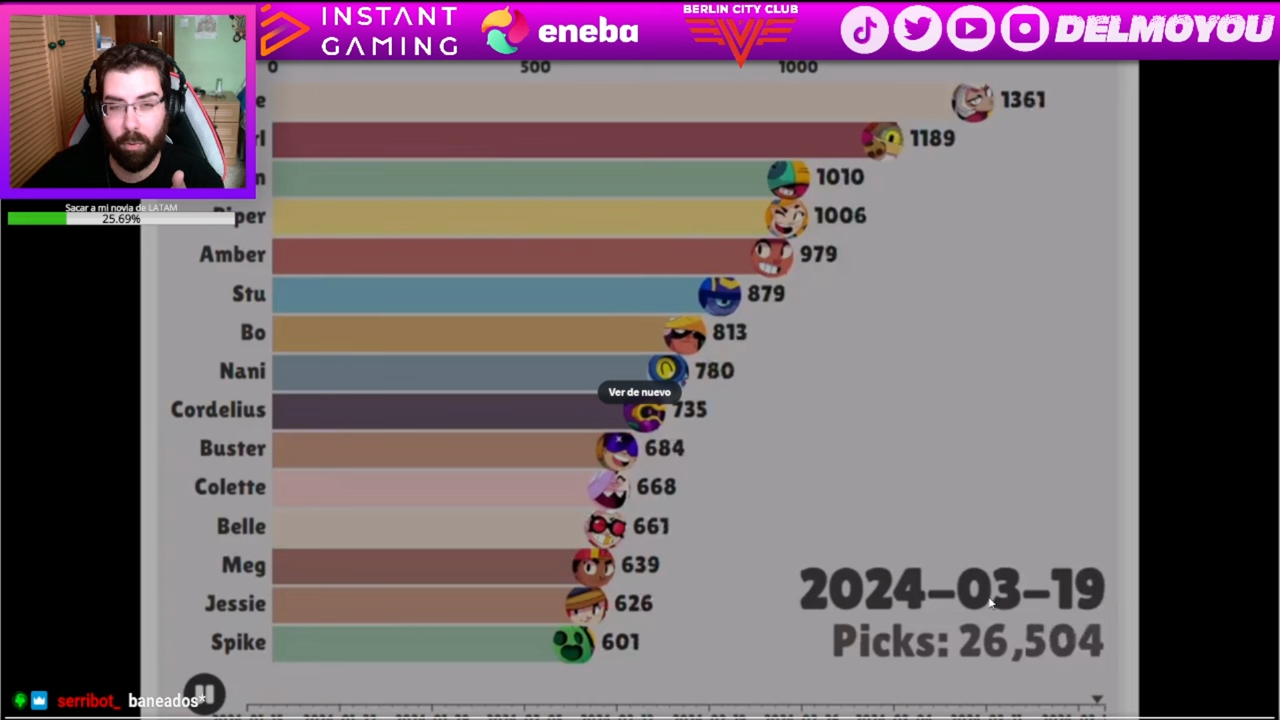 INSTANT GAMING
eneba
BERLIN CITY CLUB
DELMOYOU
0 500 1000
e 1361
rl 1189
n 1010
Piper 1006
Amber 979
Stu 879
Bo 813
Nani 780
Ver de nuevo
Cordelius 735
Buster 684
Colette 668
Belle 661
Meg 639
Jessie 626
Spike 601
Sacar a mi novia de LATAM
25.69%
2024-03-19
Picks: 26,504
serribot_ baneados*